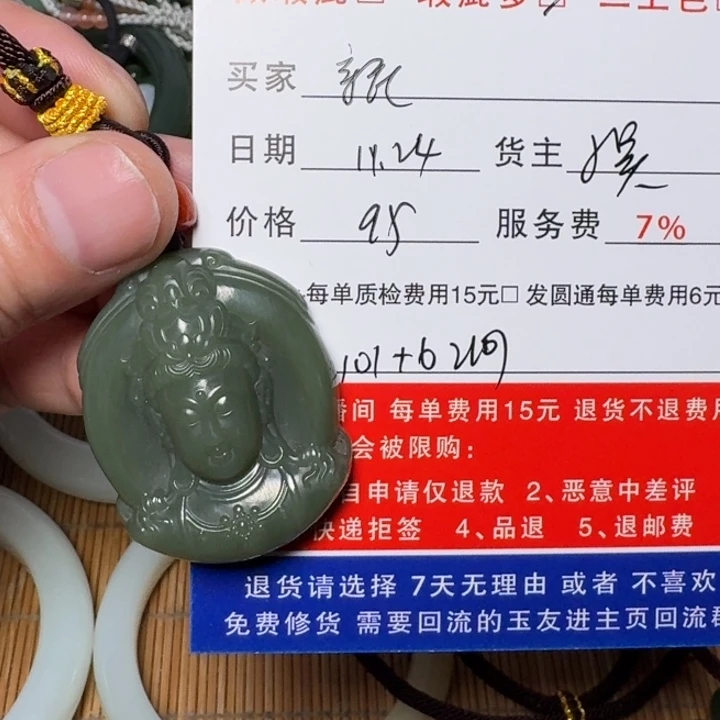 买家
日期 11.24 货主
价格 95 服务费 7%
每单质检费用15元□ 发圆通每单费用6元
101+6
播间 每单费用15元 退货不退费用
会被限购:
自申请仅退款 2、恶意中差评
快递拒签 4、品退 5、退邮费
退货请选择 7天无理由 或者 不喜欢
免费修货 需要回流的玉友进主页回流群